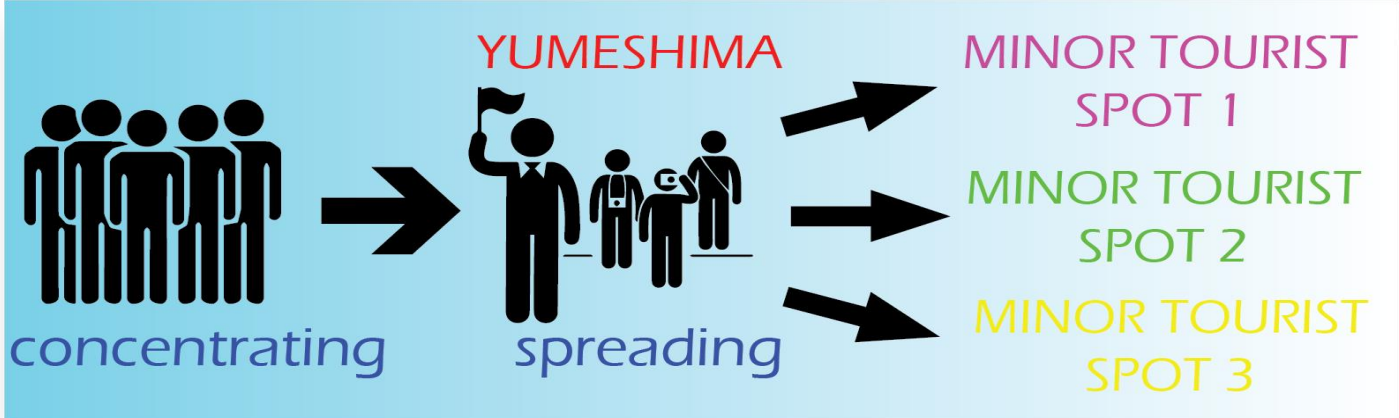 YUMESHIMA
concentrating
spreading
MINOR TOURIST
SPOT 1
MINOR TOURIST
SPOT 2
MINOR TOURIST
SPOT 3